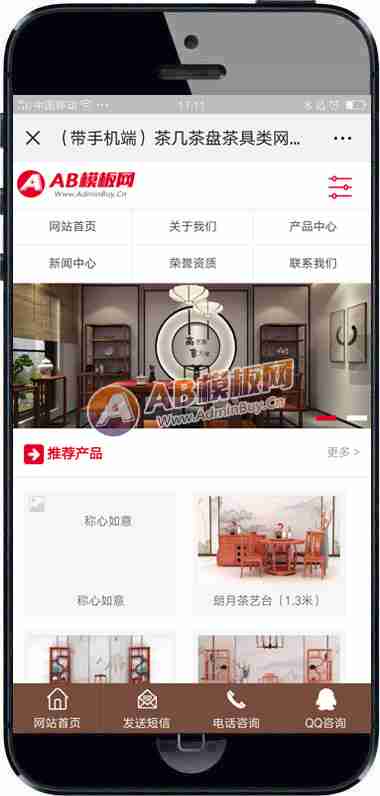 中国移动
17:11
（带手机端）茶几茶盘茶具类网...
AB模板网
www.AdminBuy.Cn
网站首页 关于我们 产品中心
新闻中心 荣誉资质 联系我们
AB模板网
www.AdminBuy.Cn
推荐产品 更多 >
称心如意
称心如意 明月茶艺台（1.3米）
网站首页 发送短信 电话咨询 QQ咨询